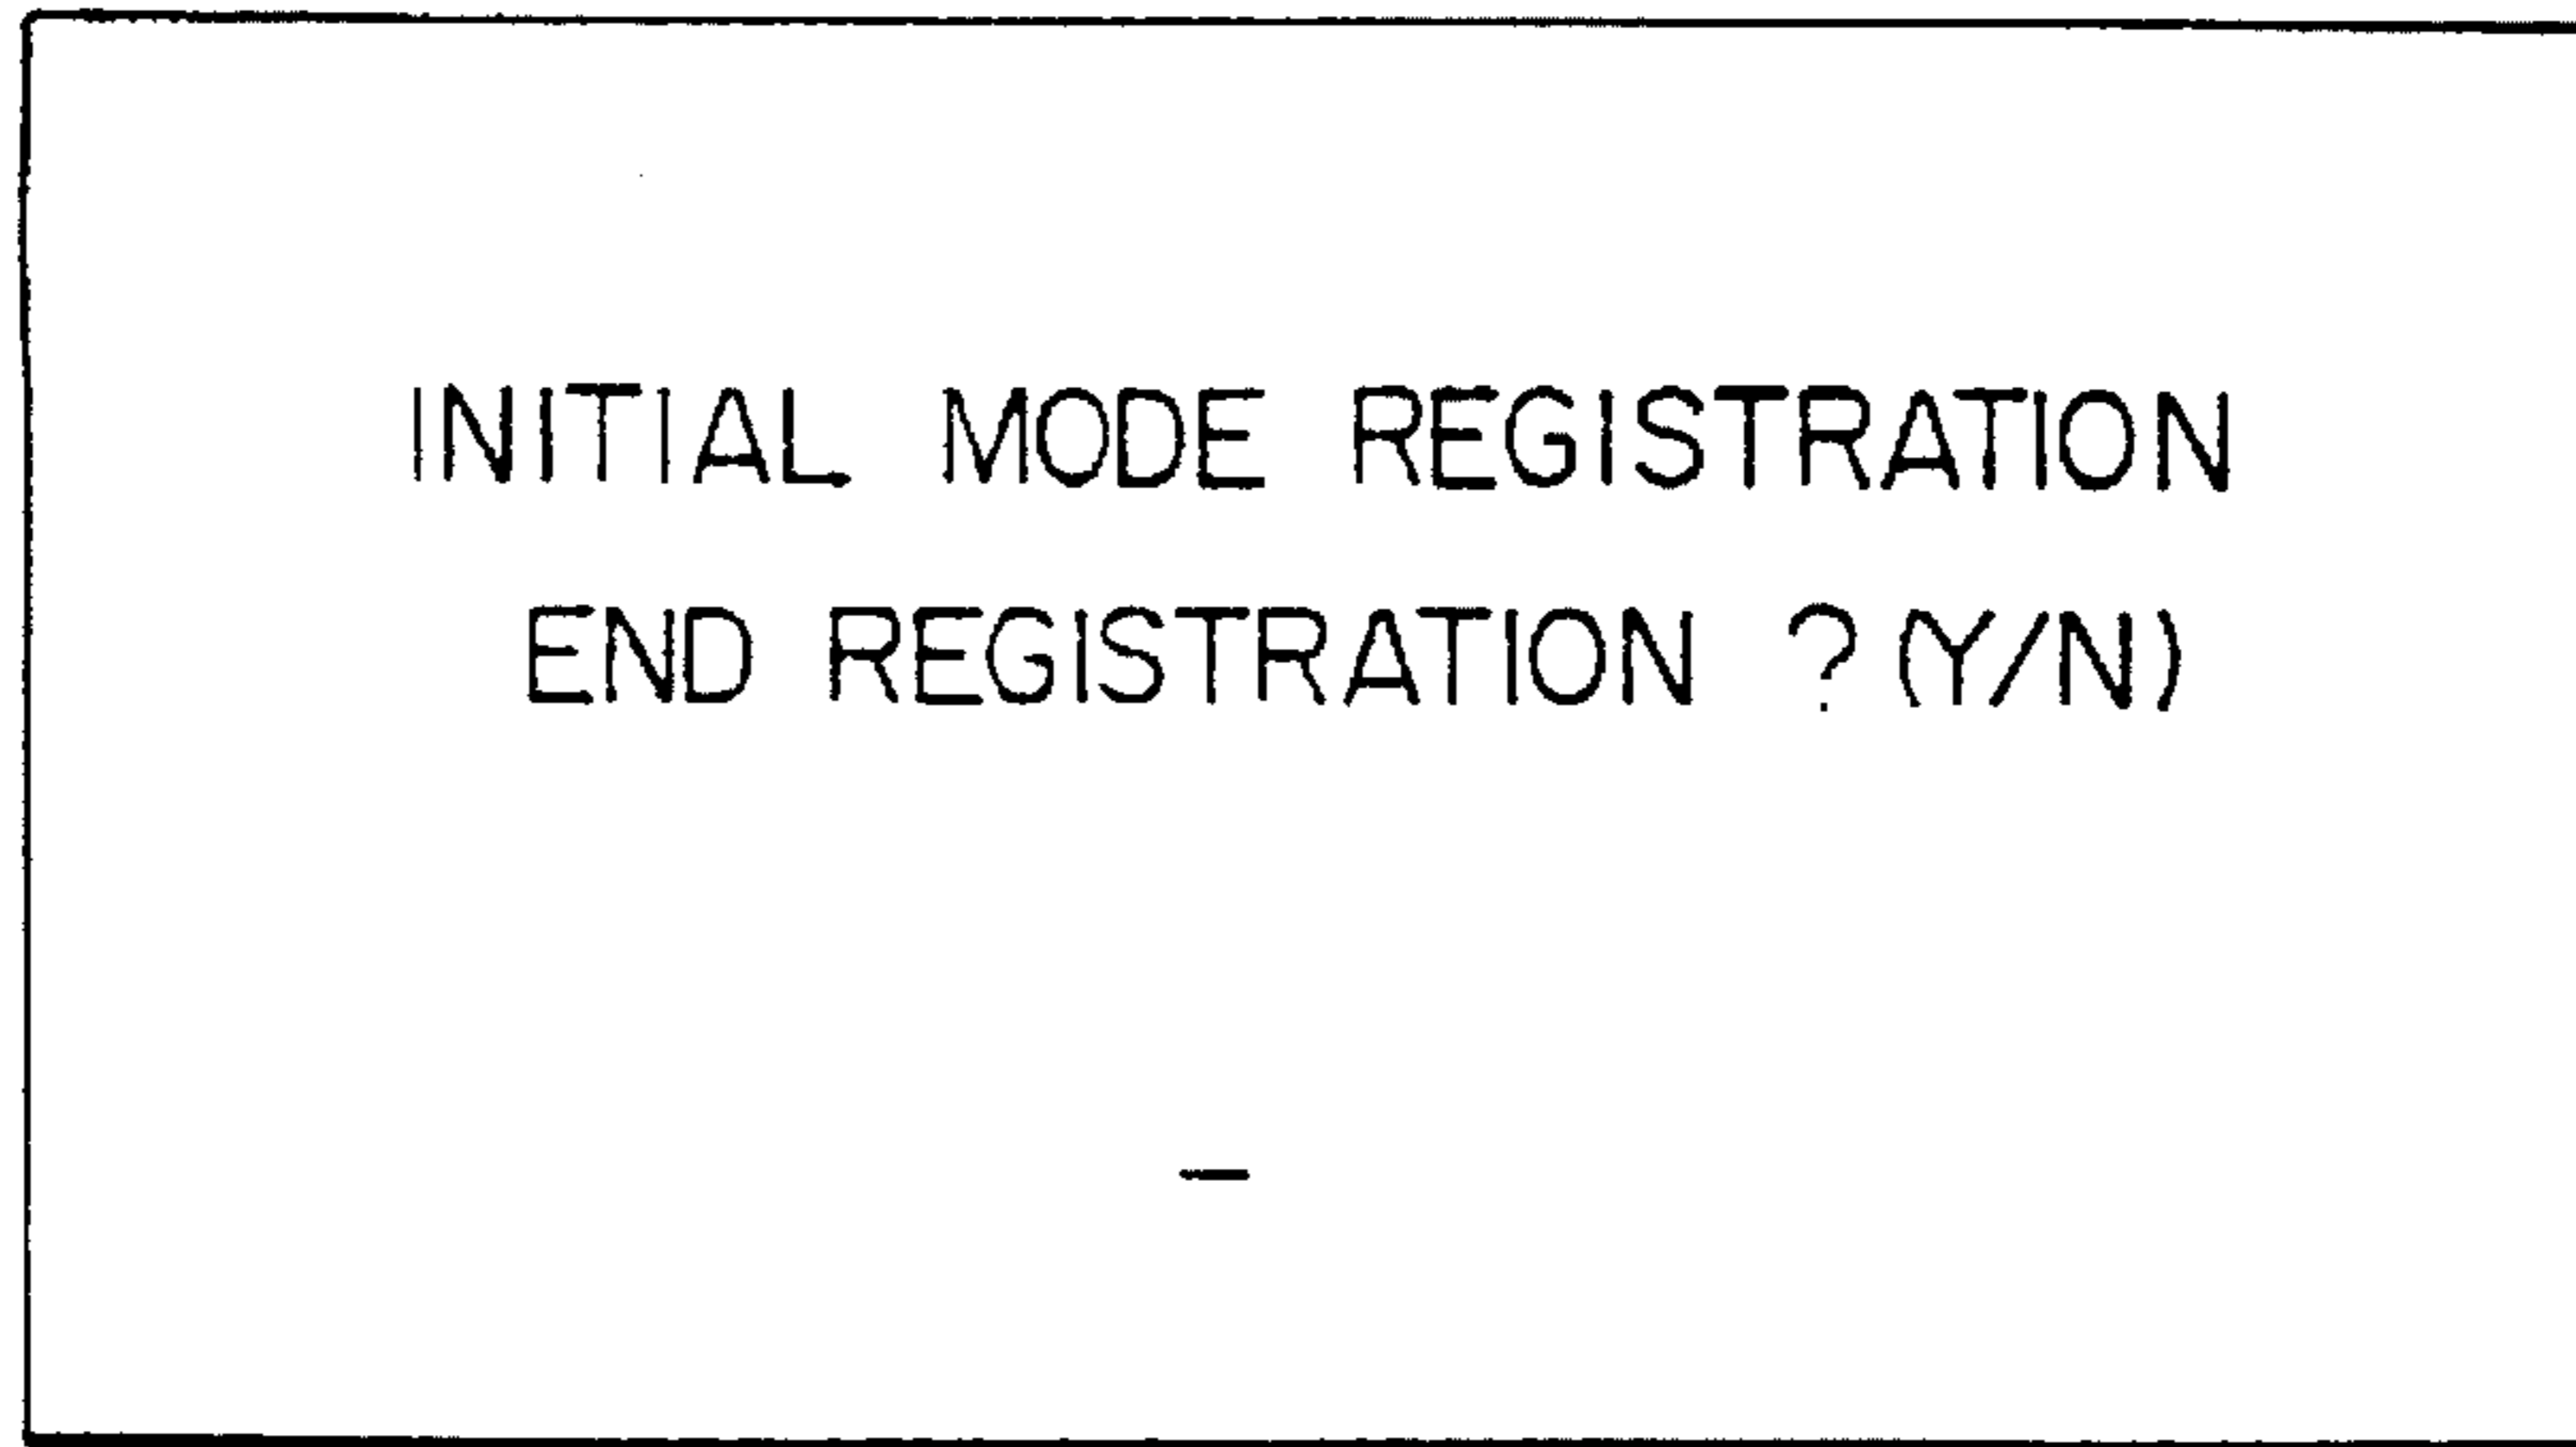 INITIAL MODE REGISTRATION
END REGISTRATION ?(Y/N)
_